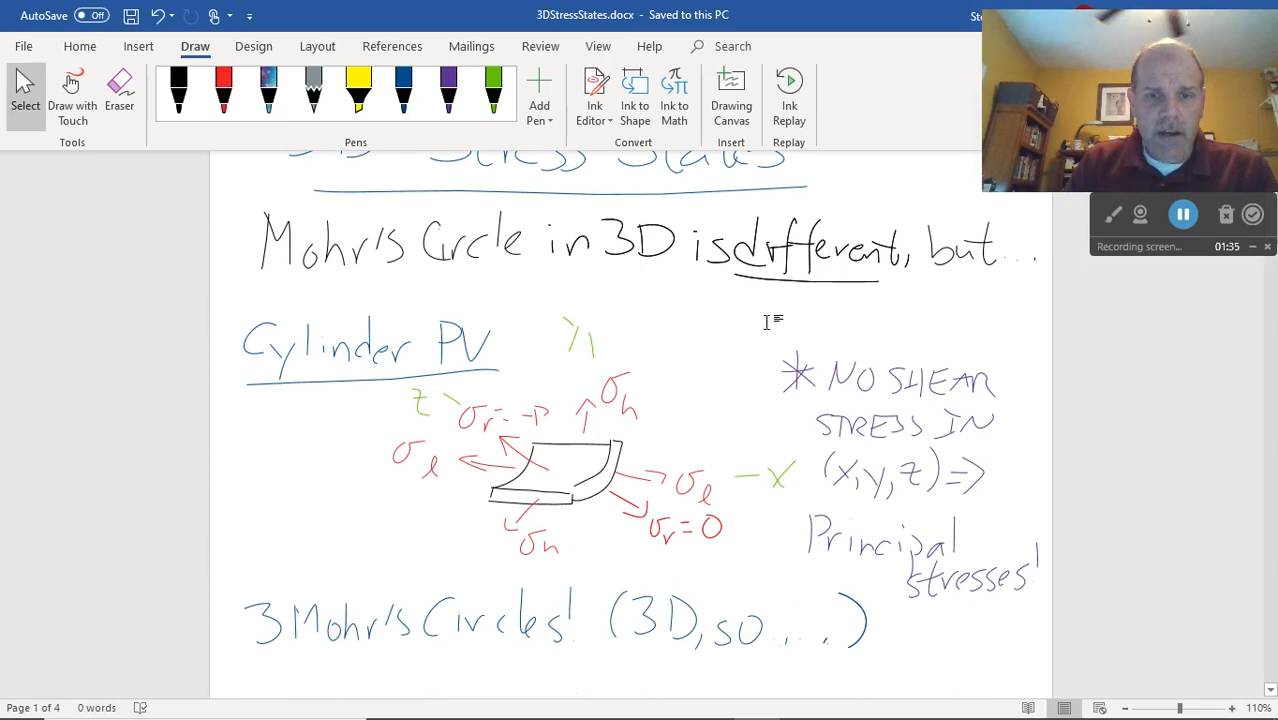 AutoSave Off
3DStressStates.docx - Saved to this PC
Ste
File Home Insert Draw Design Layout References Mailings Review View Help Search
Select
Draw with Touch
Eraser
Add Pen
Ink Editor
Ink to Shape
Ink to Math
Drawing Canvas
Ink Replay
Tools
Pens
Convert
Insert
Replay
Recording screen... 01:35
3D Stress States
Mohr's Circle in 3D is different, but...
Cylinder PV
y
z
σr = -P
σh
σl
σl
- x
σr = 0
σh
* NO SHEAR
STRESS IN
(x,y,z) =>
Principal
stresses!
3 Mohr's Circles! (3D, so....)
Page 1 of 4 0 words
110%